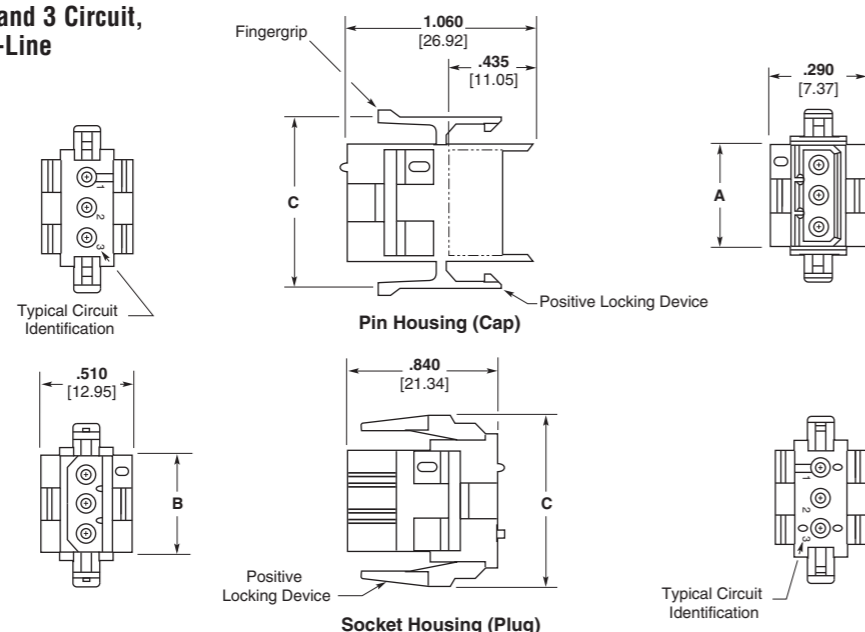 and 3 Circuit,
-Line
Fingergrip
1.060
[26.92]
.435
[11.05]
.290
[7.37]
C
A
1
2
3
Typical Circuit
Identification
Positive Locking Device
Pin Housing (Cap)
.510
[12.95]
.840
[21.34]
B
C
1
2
3
Positive
Locking Device
Typical Circuit
Identification
Socket Housing (Plug)